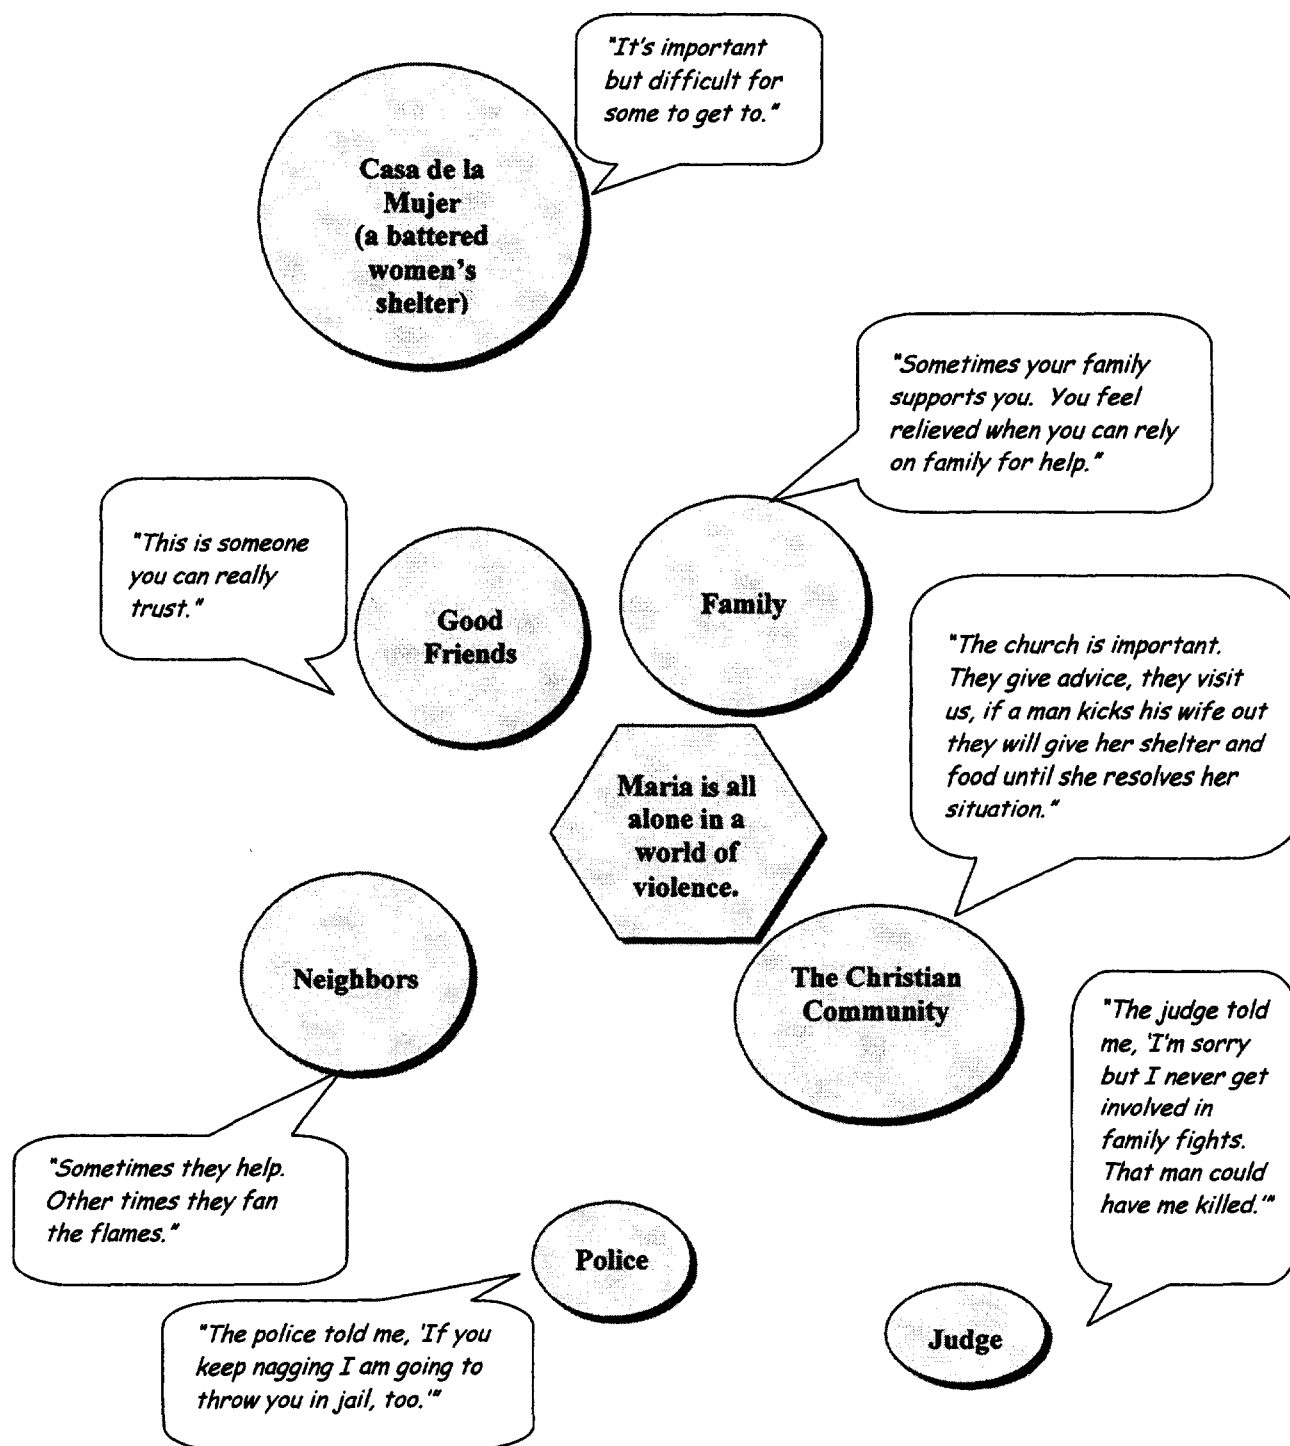 "It's important
but difficult for
some to get to."
Casa de la
Mujer
(a battered
women's
shelter)
"Sometimes your family
supports you.  You feel
relieved when you can rely
on family for help."
"This is someone
you can really
trust."
Good
Friends
Family
"The church is important.
They give advice, they visit
us, if a man kicks his wife out
they will give her shelter and
food until she resolves her
situation."
Maria is all
alone in a
world of
violence.
Neighbors
The Christian
Community
"The judge told
me, 'I'm sorry
but I never get
involved in
family fights.
That man could
have me killed.'"
"Sometimes they help.
Other times they fan
the flames."
Police
"The police told me, 'If you
keep nagging I am going to
throw you in jail, too.'"
Judge